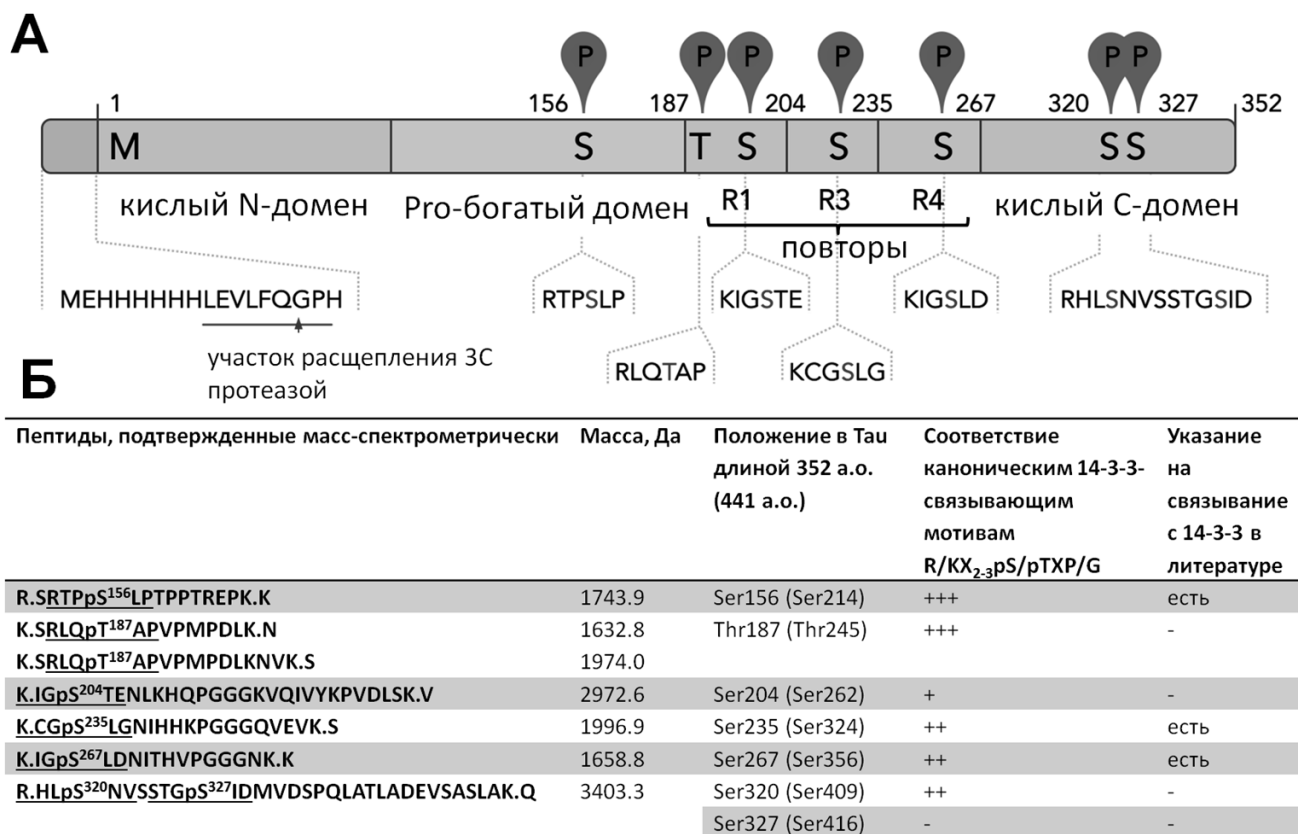 А
P P P P P P P
1 156 187 204 235 267 320 327 352
M S T S S S S S
кислый N-домен Pro-богатый домен R1 R3 R4 кислый C-домен
повторы
MEHHHHHHLEVLFQGPH RTPSLP KIGSTE KIGSLD RHLSNVSSTGSID
участок расщепления 3C
протеазой
RLQTAP KCGSLG
Б
Пептиды, подтвержденные масс-спектрометрически Масса, Да Положение в Tau Соответствие Указание
длиной 352 а.о. каноническим 14-3-3- на
(441 а.о.) связывающим связывание
мотивам с 14-3-3 в
R/KX2-3pS/pTXP/G литературе
R.SRTPpS156LPTPPTREPK.K 1743.9 Ser156 (Ser214) +++ есть
K.SRLQpT187APVPMPDLK.N 1632.8 Thr187 (Thr245) +++ -
K.SRLQpT187APVPMPDLKNVK.S 1974.0
K.IGpS204TENLKHQPGGGKVQIVYKPVDLSK.V 2972.6 Ser204 (Ser262) + -
K.CGpS235LGNIHHKPGGGQVEVK.S 1996.9 Ser235 (Ser324) ++ есть
K.IGpS267LDNITHVPGGGNK.K 1658.8 Ser267 (Ser356) ++ есть
R.HLpS320NVSSTGpS327IDMVDSPQLATLADEVSASLAK.Q 3403.3 Ser320 (Ser409) ++ -
Ser327 (Ser416) - -